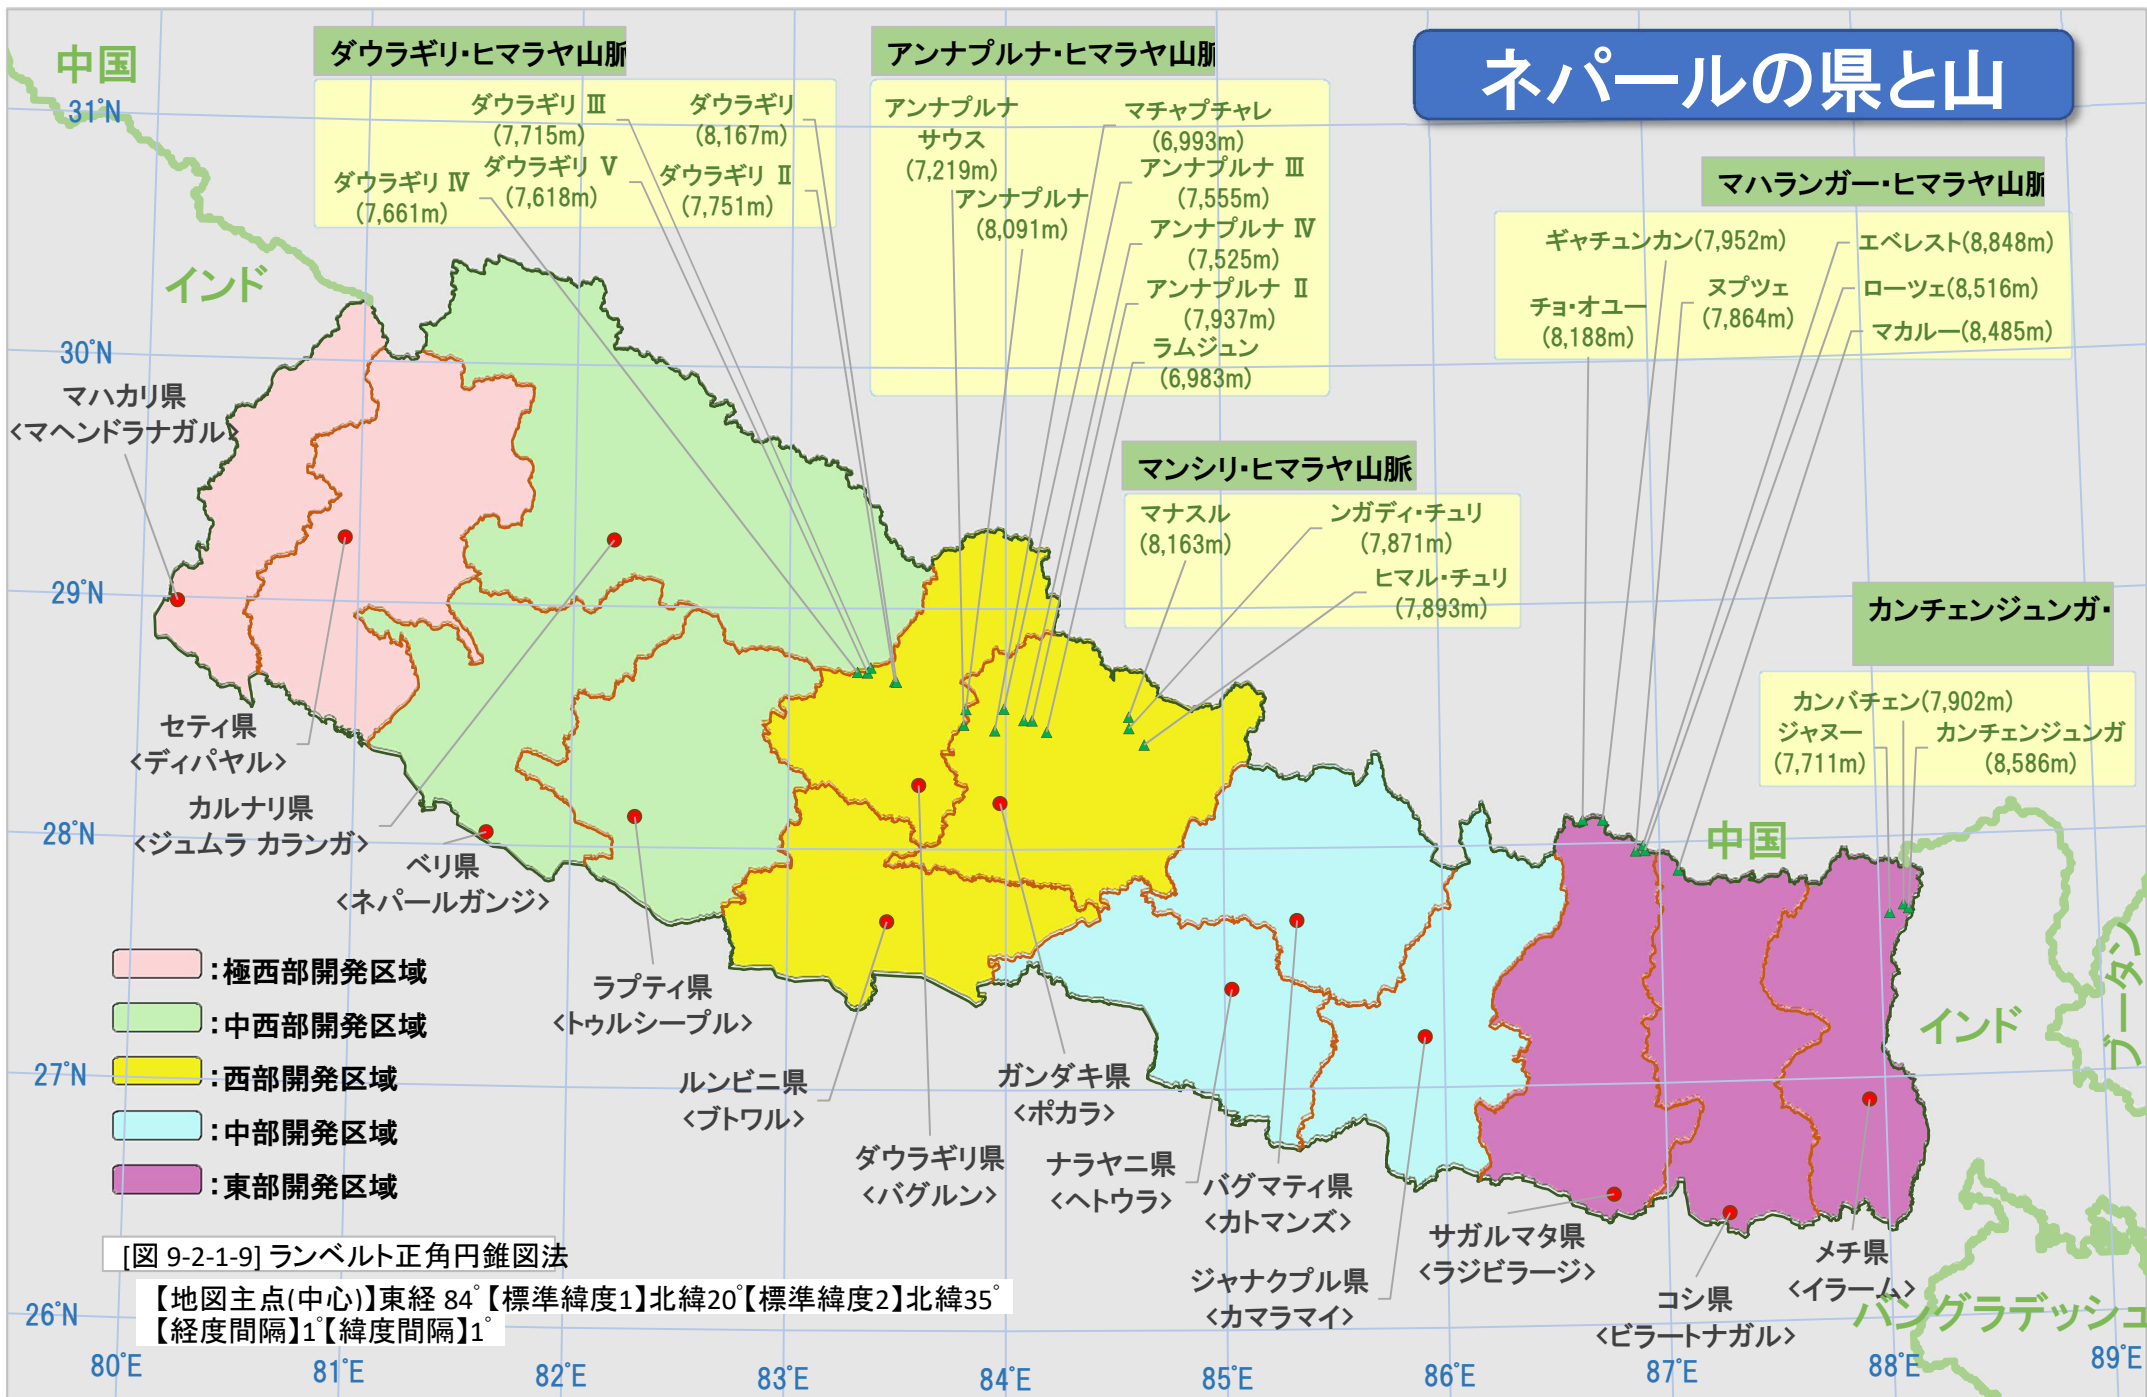 ネパールの県と山
中国
インド
31°N
30°N
29°N
28°N
27°N
26°N
ダウラギリ・ヒマラヤ山脈
ダウラギリ Ⅲ
(7,715m)
ダウラギリ
(8,167m)
ダウラギリ Ⅳ
(7,661m)
ダウラギリ Ⅴ
(7,618m)
ダウラギリ Ⅱ
(7,751m)
アンナプルナ・ヒマラヤ山脈
アンナプルナ
サウス
(7,219m)
アンナプルナ
(8,091m)
マチャプチャレ
(6,993m)
アンナプルナ Ⅲ
(7,555m)
アンナプルナ Ⅳ
(7,525m)
アンナプルナ Ⅱ
(7,937m)
ラムジュン
(6,983m)
マハランガー・ヒマラヤ山脈
ギャチュンカン(7,952m)
チョ・オユー
(8,188m)
ヌプツェ
(7,864m)
エベレスト(8,848m)
ローツェ(8,516m)
マカルー(8,485m)
マンシリ・ヒマラヤ山脈
マナスル
(8,163m)
ンガディ・チュリ
(7,871m)
ヒマル・チュリ
(7,893m)
カンチェンジュンガ・
カンバチェン(7,902m)
ジャヌー
(7,711m)
カンチェンジュンガ
(8,586m)
マハカリ県
<マヘンドラナガル>
セティ県
<ディパヤル>
カルナリ県
<ジュムラ カランガ>
ベリ県
<ネパールガンジ>
ラプティ県
<トゥルシープル>
ルンビニ県
<ブトワル>
ダウラギリ県
<バグルン>
ガンダキ県
<ポカラ>
ナラヤニ県
<ヘトウラ>
バグマティ県
<カトマンズ>
ジャナクプル県
<カマラマイ>
サガルマタ県
<ラジビラージ>
コシ県
<ビラートナガル>
メチ県
<イラーム>
中国
インド
ブータン
バングラデッシュ
:極西部開発区域
:中西部開発区域
:西部開発区域
:中部開発区域
:東部開発区域
[図 9-2-1-9] ランベルト正角円錐図法
【地図主点(中心)】東経 84°【標準緯度1】北緯20°【標準緯度2】北緯35°
【経度間隔】1°【緯度間隔】1°
80°E
81°E
82°E
83°E
84°E
85°E
86°E
87°E
88°E
89°E